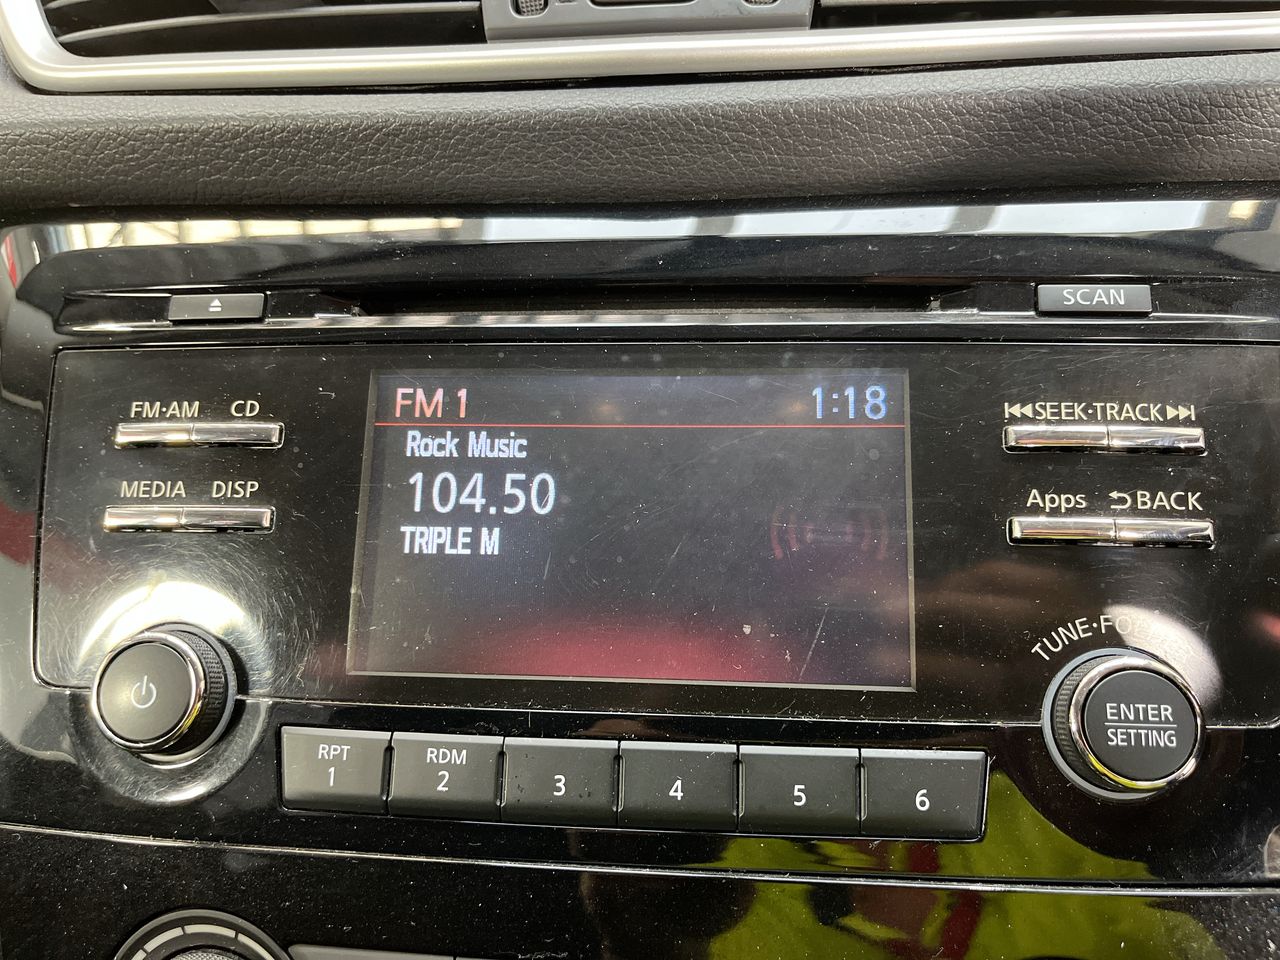 SCAN
FM·AM CD
MEDIA DISP
FM 1 1:18
Rock Music
104.50
TRIPLE M
SEEK·TRACK
Apps BACK
TUNE·
ENTER
SETTING
RPT
1
RDM
2
3
4
5
6